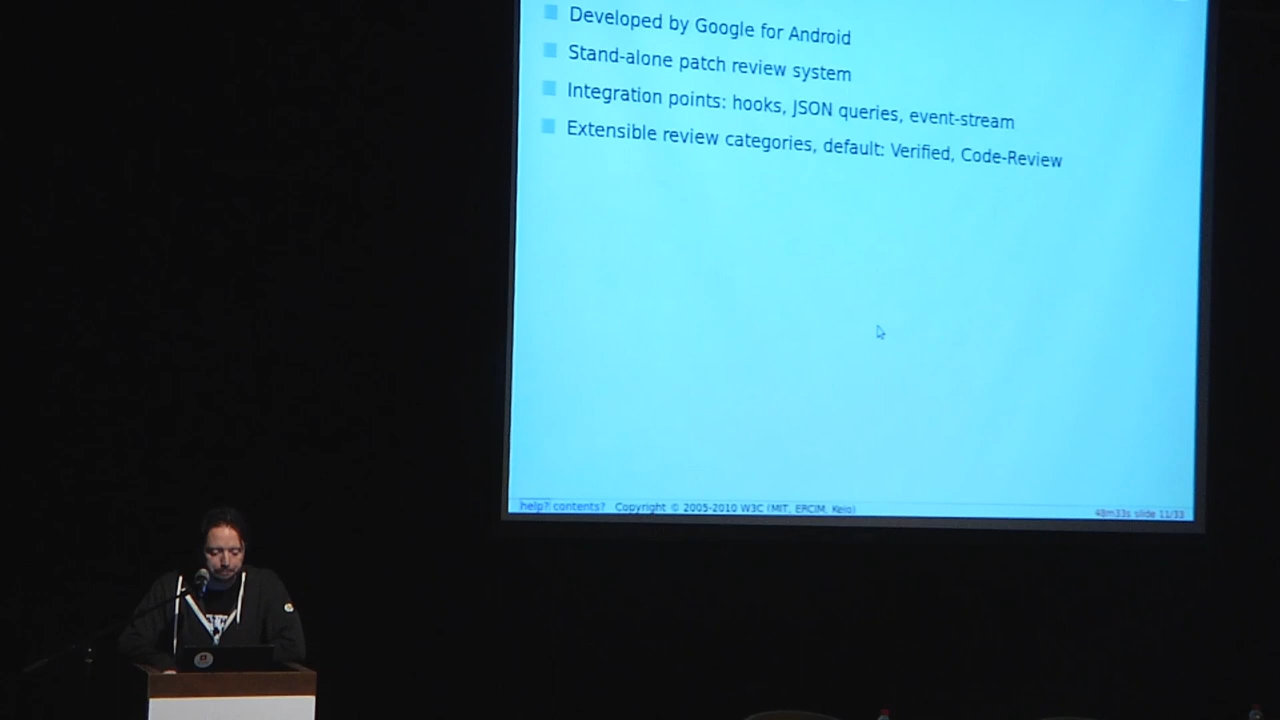 Developed by Google for Android
Stand-alone patch review system
Integration points: hooks, JSON queries, event-stream
Extensible review categories, default: Verified, Code-Review
help? contents? Copyright © 2005-2010 W3C (MIT, ERCIM, Keio)
48m33s slide 11/33